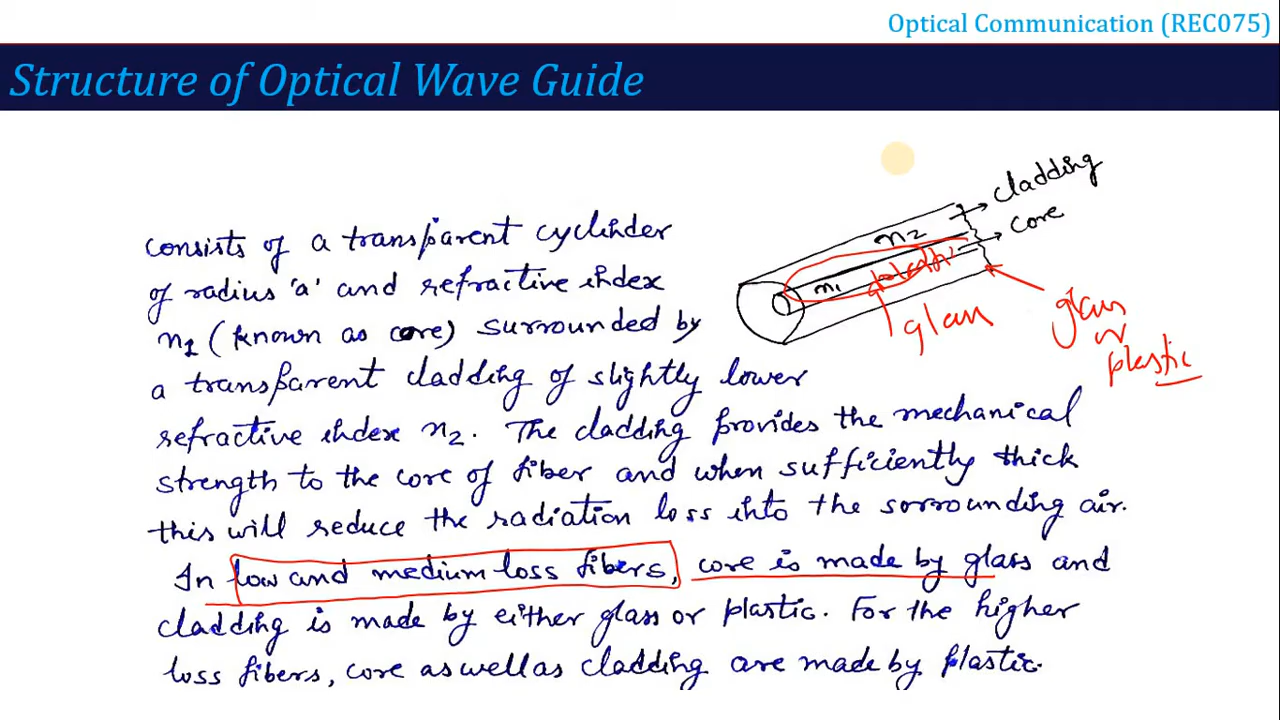 Optical Communication (REC075)
Structure of Optical Wave Guide
cladding
core
n2
n1
plastic
glass
glass
or
plastic
consists of a transparent cyclinder
of radius 'a' and refractive index
n1 (known as core) surrounded by
a transparent cladding of slightly lower
refractive index n2. The cladding provides the mechanical
strength to the core of fiber and when sufficiently thick
this will reduce the radiation loss into the sorrounding air.
In low and medium loss fibers, core is made by glass and
cladding is made by either glass or plastic. For the higher
loss fibers, core as well as cladding are made by plastic.